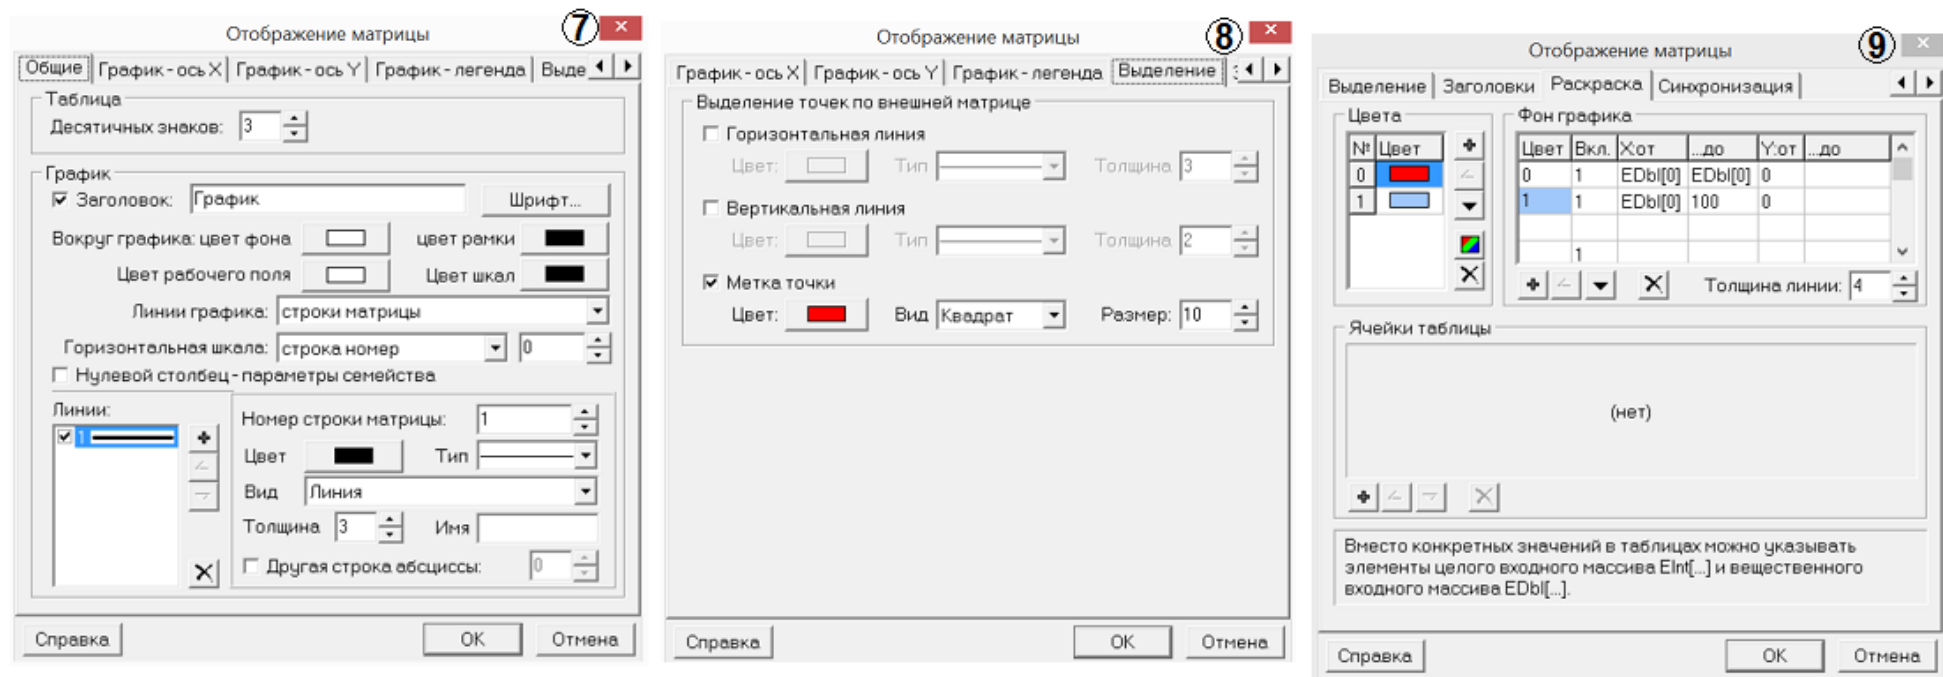 Отображение матрицы
7
Общие График - ось X График - ось Y График - легенда Выде
Таблица
Десятичных знаков: 3
График
Заголовок: График Шрифт...
Вокруг графика: цвет фона цвет рамки
Цвет рабочего поля Цвет шкал
Линии графика: строки матрицы
Горизонтальная шкала: строка номер 0
Нулевой столбец - параметры семейства
Линии:
1
Номер строки матрицы: 1
Цвет Тип
Вид Линия
Толщина 3 Имя
Другая строка абсциссы: 0
Справка OK Отмена
Отображение матрицы
8
График - ось X График - ось Y График - легенда Выделение
Выделение точек по внешней матрице
Горизонтальная линия
Цвет: Тип Толщина 3
Вертикальная линия
Цвет: Тип Толщина 2
Метка точки
Цвет: Вид Квадрат Размер: 10
Справка OK Отмена
Отображение матрицы
9
Выделение Заголовки Раскраска Синхронизация
Цвета
№ Цвет
0
1
Фон графика
Цвет Вкл. X:от ...до Y:от ...до
0 1 EDbl[0] EDbl[0] 0
1 1 EDbl[0] 100 0
1
Толщина линии: 4
Ячейки таблицы
(нет)
Вместо конкретных значений в таблицах можно указывать
элементы целого входного массива EInt[...] и вещественного
входного массива EDbl[...].
Справка OK Отмена